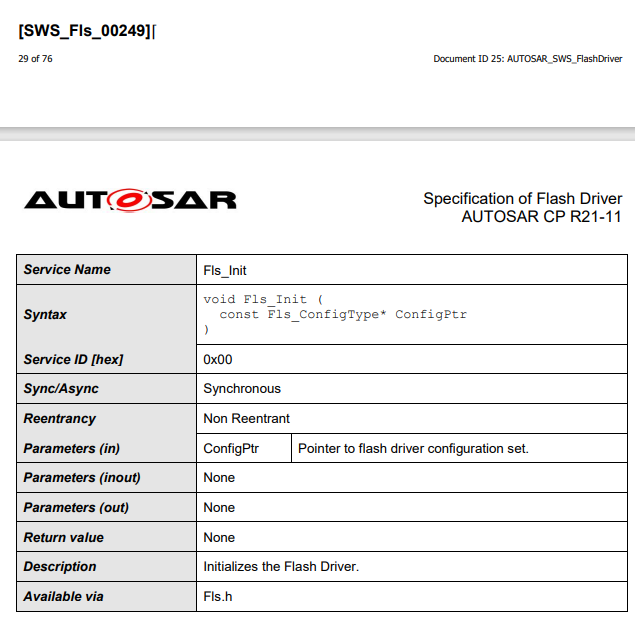 [SWS_Fls_00249]⌈
29 of 76 Document ID 25: AUTOSAR_SWS_FlashDriver
AUTOSAR
Specification of Flash Driver
AUTOSAR CP R21-11
Service Name Fls_Init
Syntax void Fls_Init (
const Fls_ConfigType* ConfigPtr
)
Service ID [hex] 0x00
Sync/Async Synchronous
Reentrancy Non Reentrant
Parameters (in) ConfigPtr Pointer to flash driver configuration set.
Parameters (inout) None
Parameters (out) None
Return value None
Description Initializes the Flash Driver.
Available via Fls.h